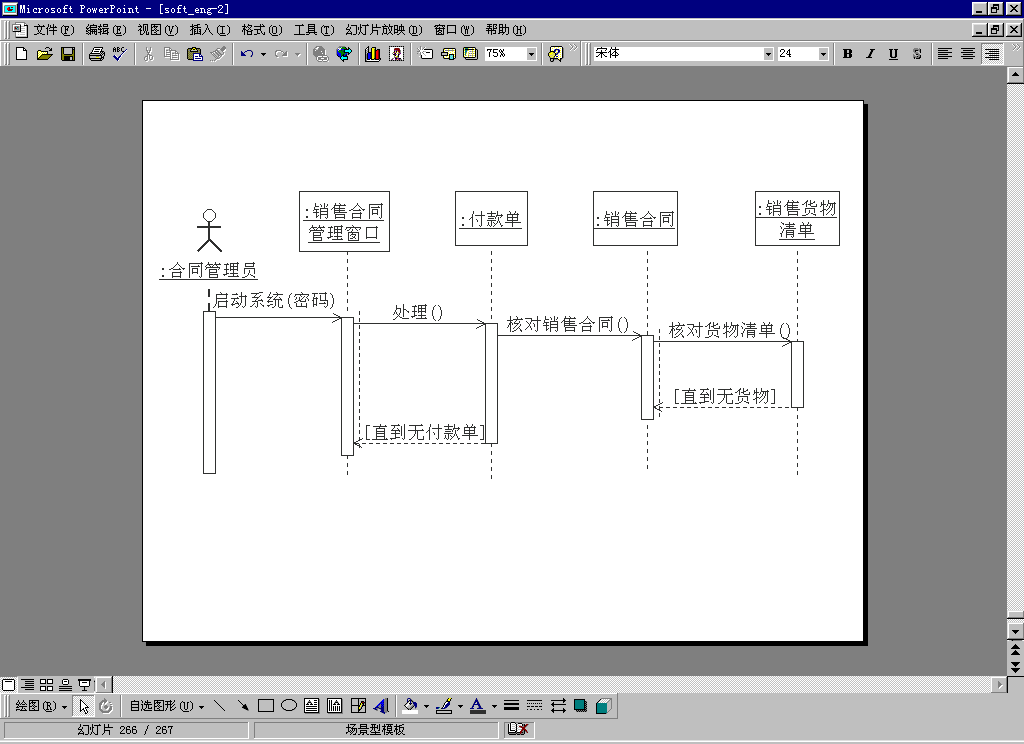 Microsoft PowerPoint - [soft_eng-2]
文件(F) 编辑(E) 视图(V) 插入(I) 格式(O) 工具(T) 幻灯片放映(D) 窗口(W) 帮助(H)
ABC 75% 宋体 24 B I U S
:销售合同
管理窗口
:付款单
:销售合同
:销售货物
清单
:合同管理员
启动系统(密码)
处理()
核对销售合同()
核对货物清单()
[直到无货物]
[直到无付款单]
绘图(R) 自选图形(U) A
幻灯片 266 / 267 场景型模板